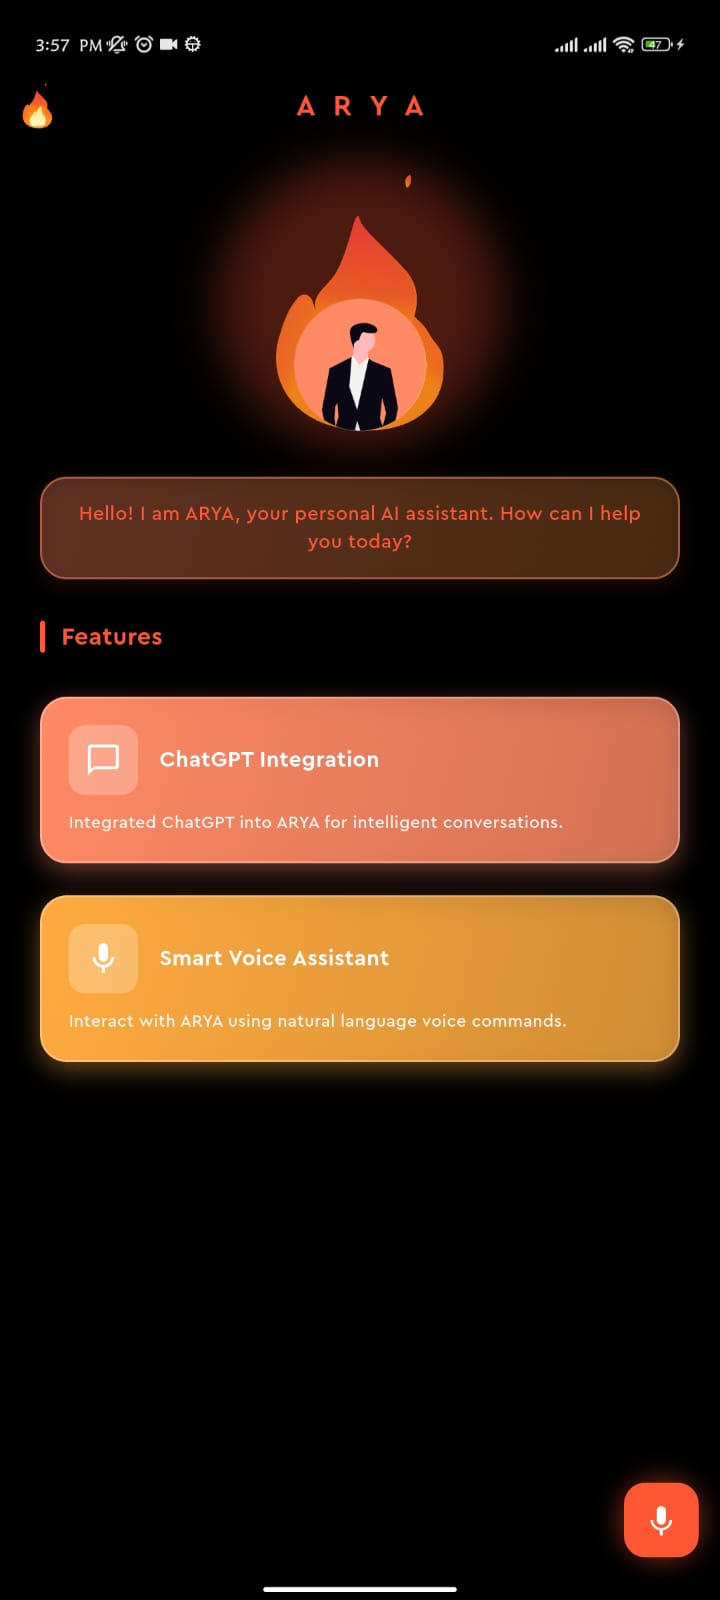 3:57 PM
47
A R Y A
Hello! I am ARYA, your personal AI assistant. How can I help
you today?
Features
ChatGPT Integration
Integrated ChatGPT into ARYA for intelligent conversations.
Smart Voice Assistant
Interact with ARYA using natural language voice commands.